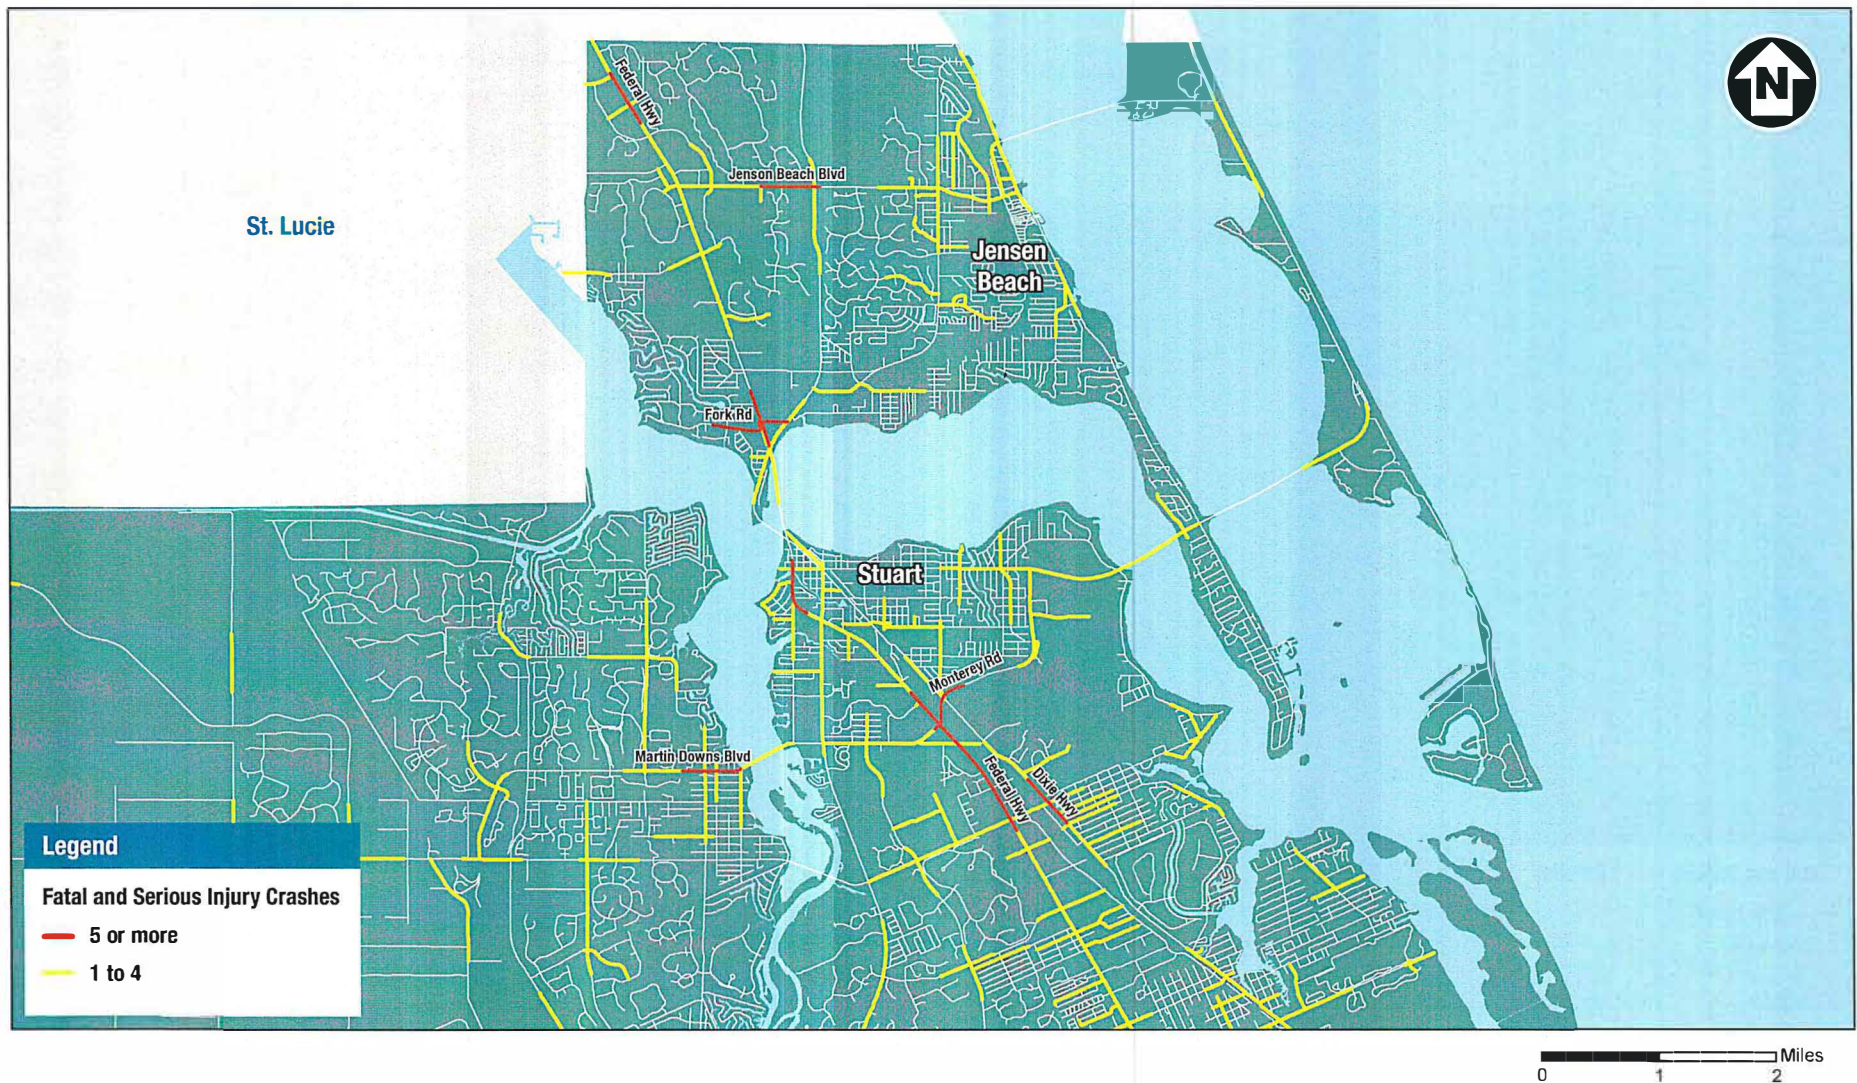 N
Federal Hwy
Jenson Beach Blvd
St. Lucie
Jensen
Beach
Fork Rd
Stuart
Monterey Rd
Martin Downs Blvd
Federal Hwy
Dixie Hwy
Legend
Fatal and Serious Injury Crashes
5 or more
1 to 4
Miles
0 1 2